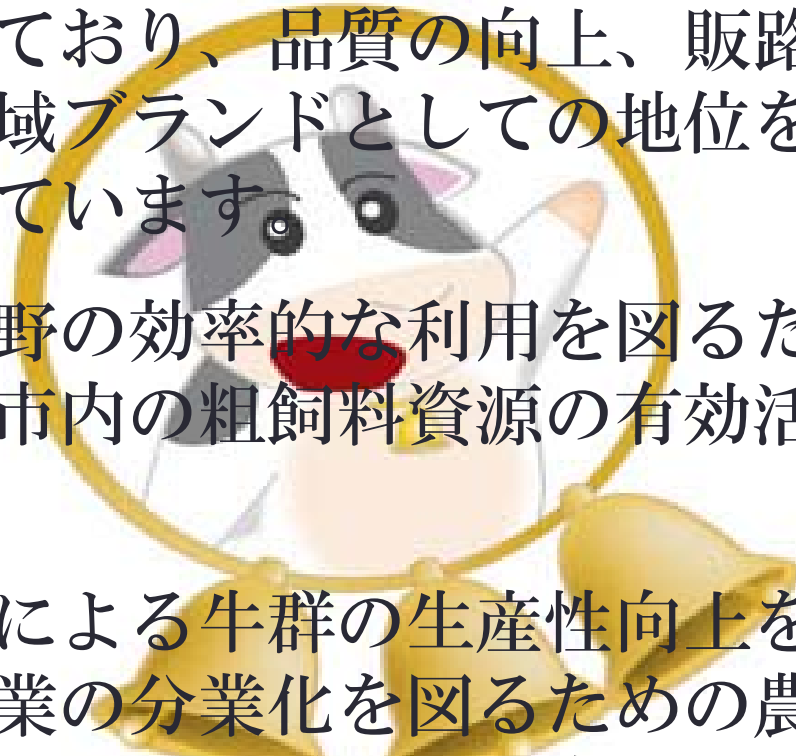 ており、品質の向上、販路
域ブランドとしての地位を
ています
野の効率的な利用を図るた
市内の粗飼料資源の有効活
による牛群の生産性向上を
業の分業化を図るための農